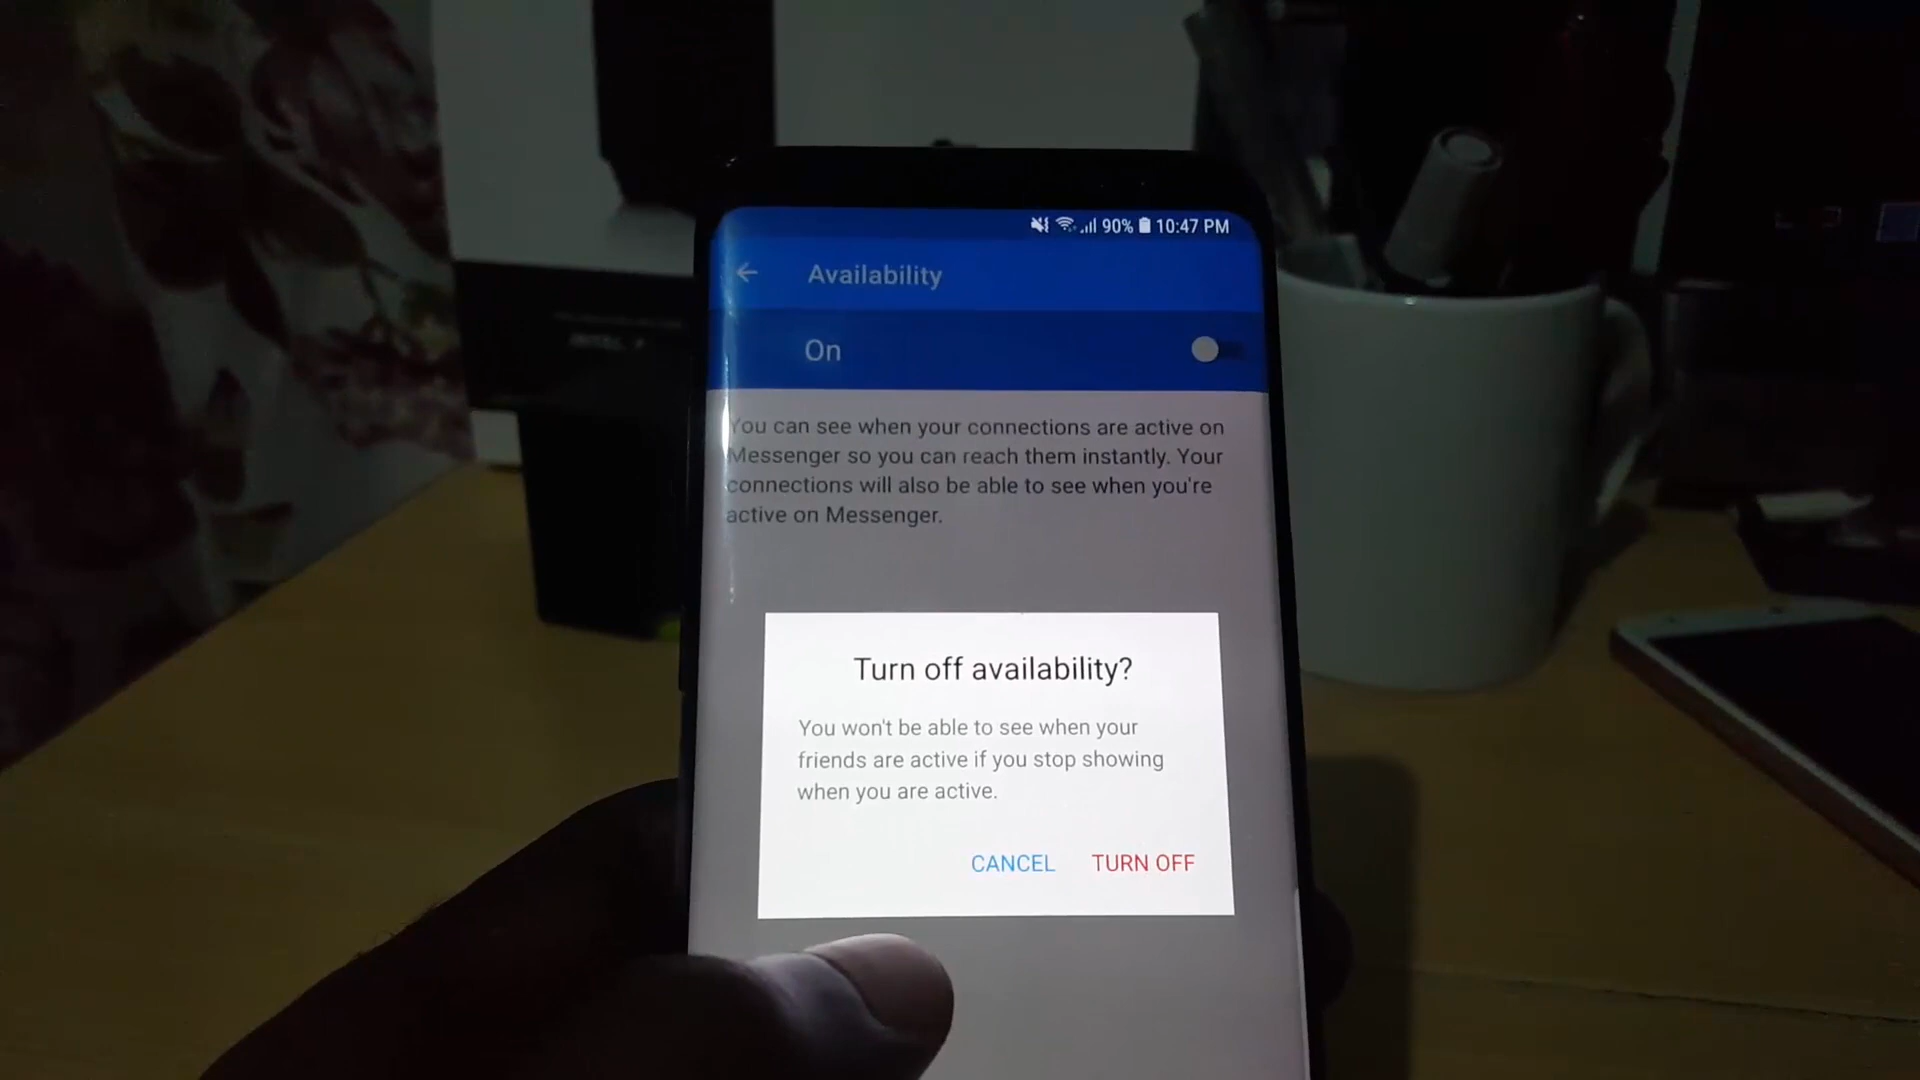 90% 10:47 PM
Availability
On
You can see when your connections are active on
Messenger so you can reach them instantly. Your
connections will also be able to see when you're
active on Messenger.
Turn off availability?
You won't be able to see when your
friends are active if you stop showing
when you are active.
CANCEL TURN OFF